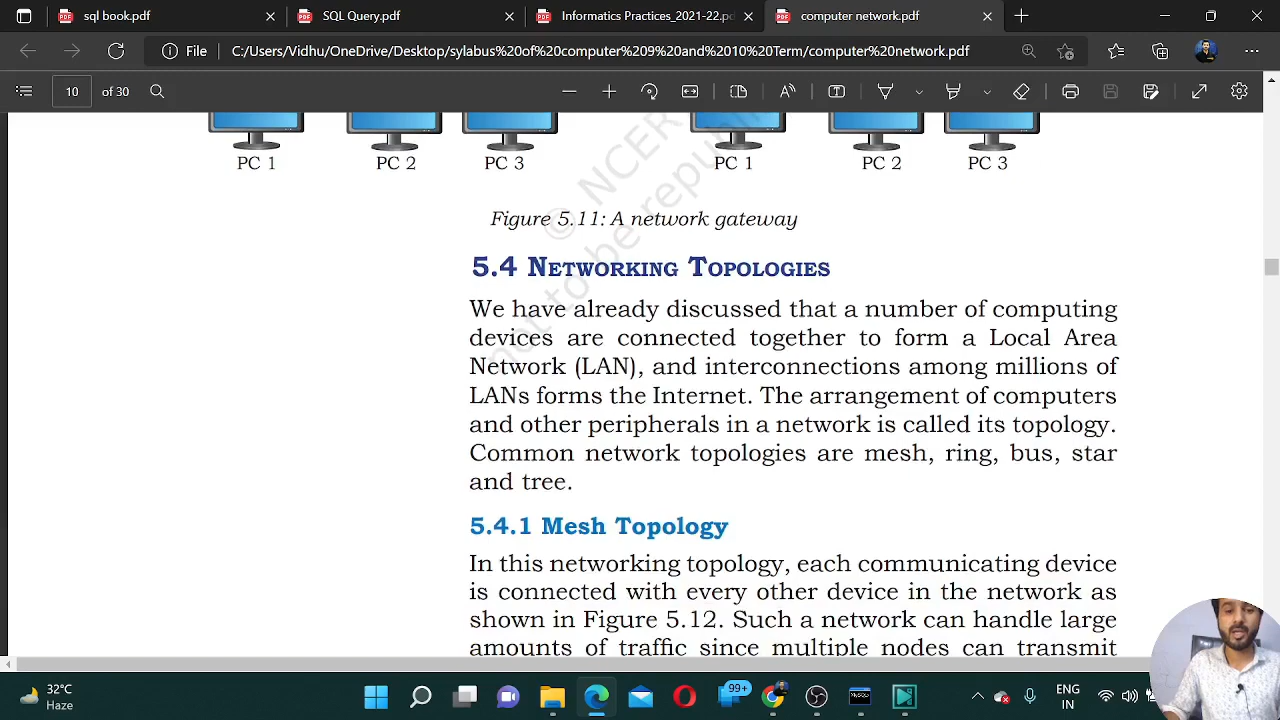 sql book.pdf
SQL Query.pdf
Informatics Practices_2021-22.pd
computer network.pdf
File
C:/Users/Vidhu/OneDrive/Desktop/sylabus%20of%20computer%209%20and%2010%20Term/computer%20network.pdf
10
of 30
PC 1
PC 2
PC 3
PC 1
PC 2
PC 3
© NCER
not to be republi
Figure 5.11: A network gateway
5.4 Networking Topologies
We have already discussed that a number of computing
devices are connected together to form a Local Area
Network (LAN), and interconnections among millions of
LANs forms the Internet. The arrangement of computers
and other peripherals in a network is called its topology.
Common network topologies are mesh, ring, bus, star
and tree.
5.4.1 Mesh Topology
In this networking topology, each communicating device
is connected with every other device in the network as
shown in Figure 5.12. Such a network can handle large
amounts of traffic since multiple nodes can transmit
32°C
Haze
99+
ENG
IN